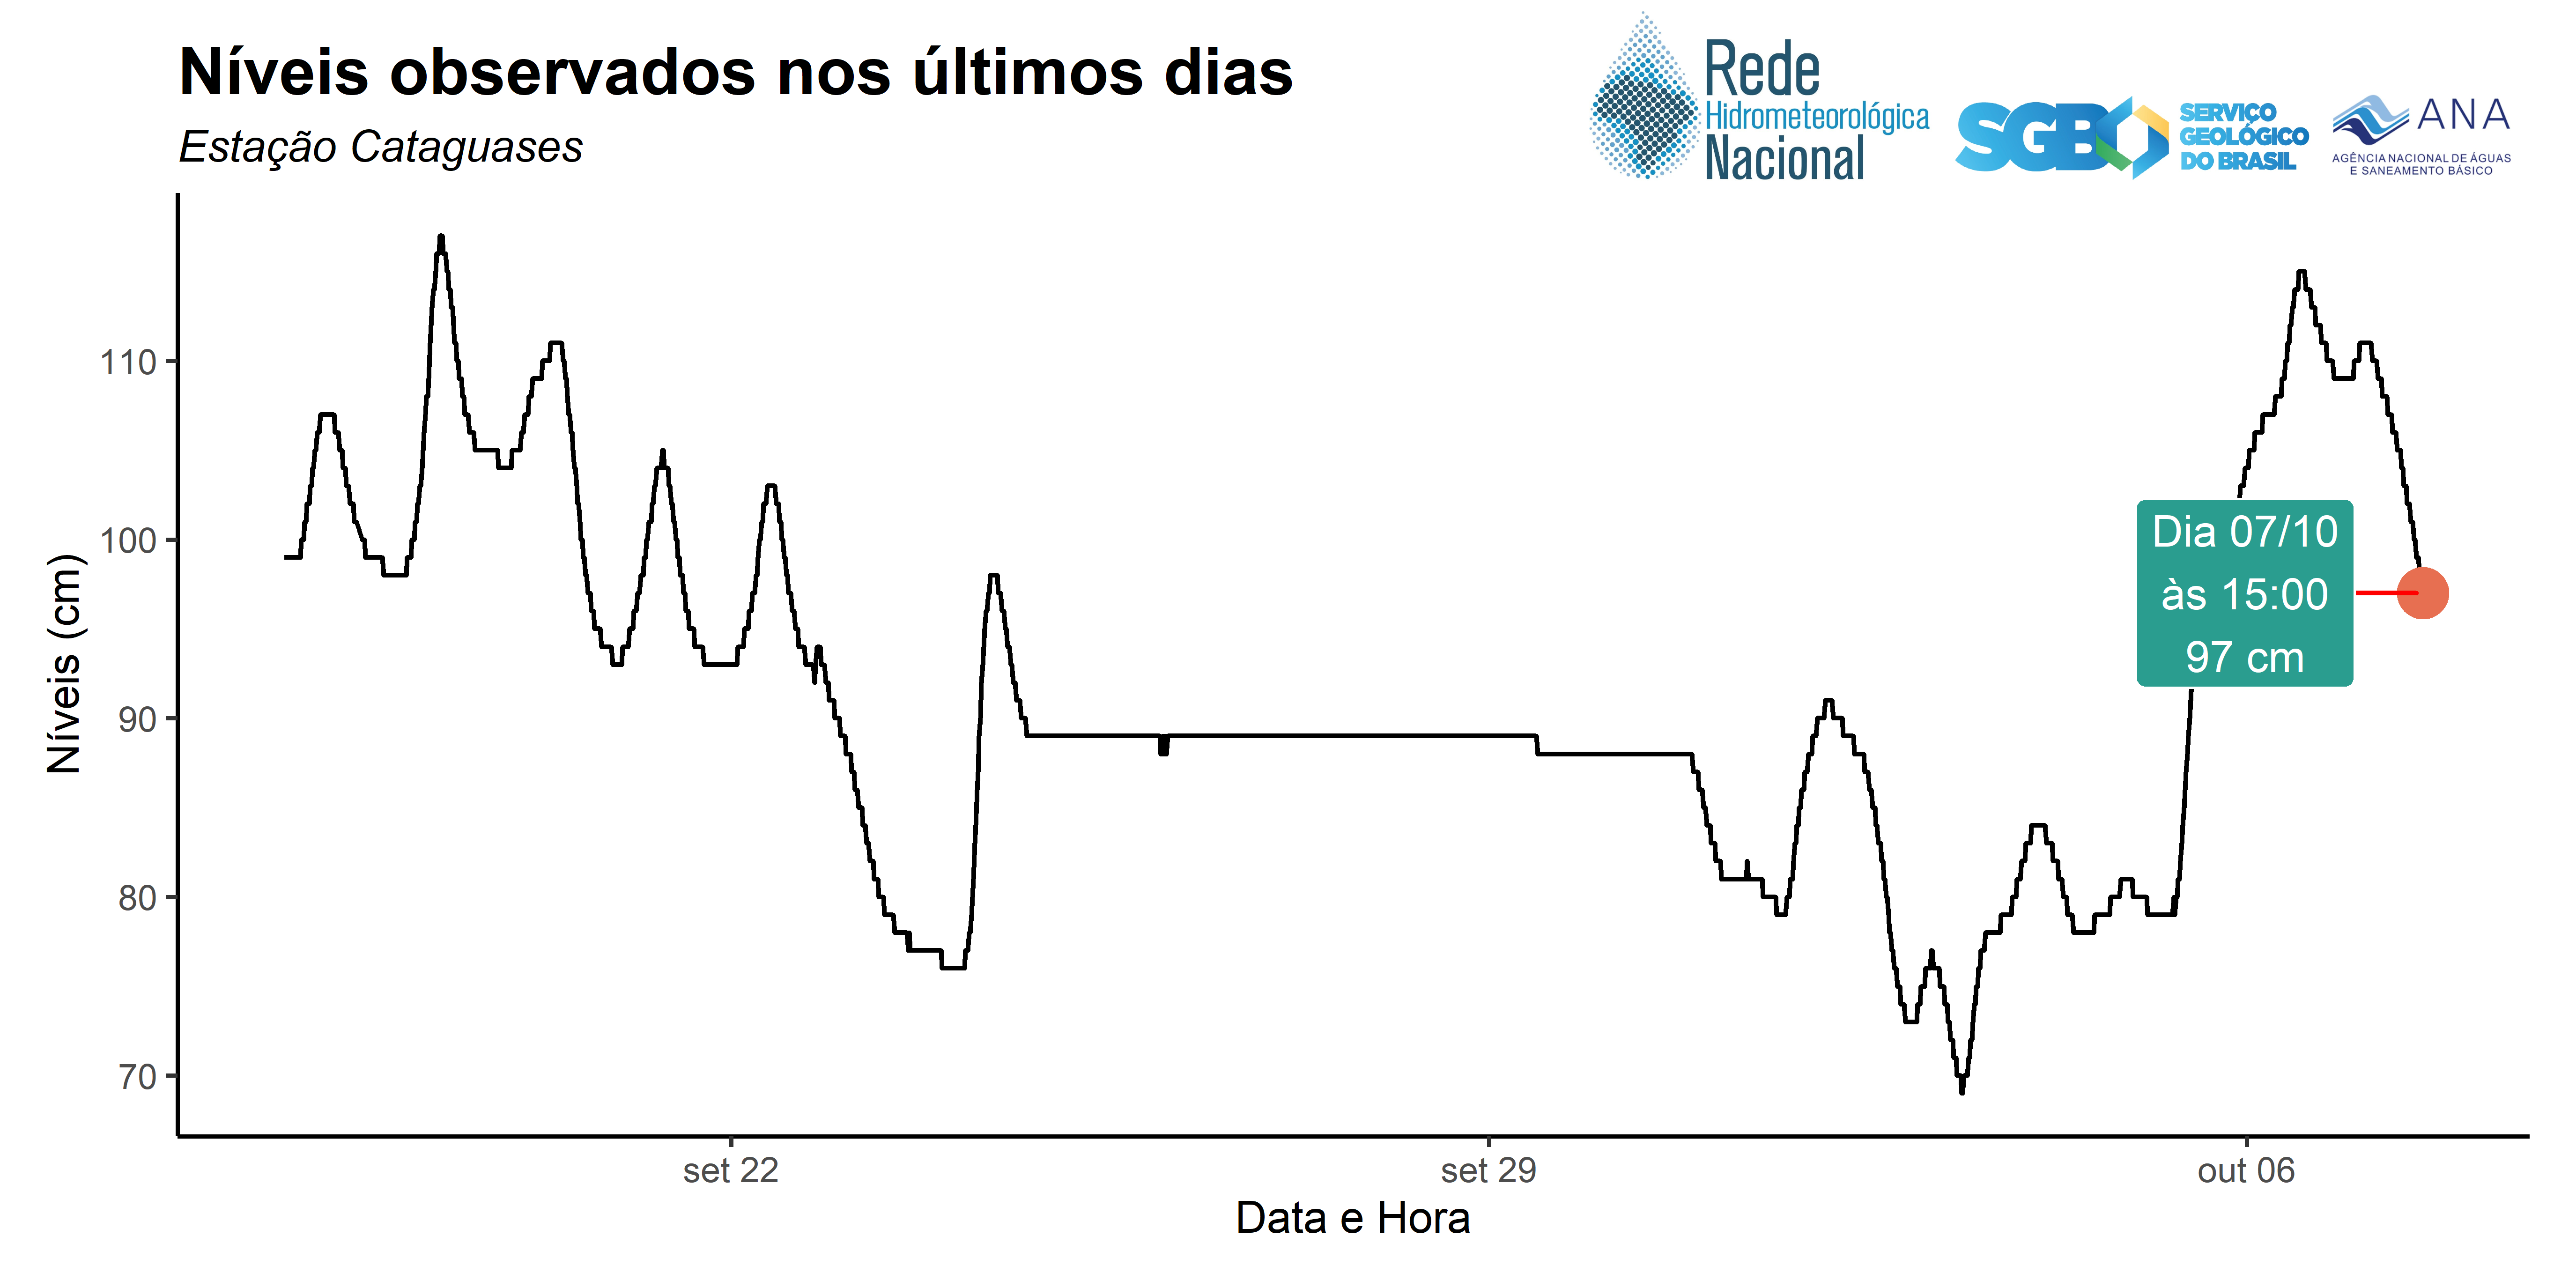 Níveis observados nos últimos dias
Estação Cataguases
Rede
Hidrometeorológica
Nacional
SGB
SERVIÇO
GEOLÓGICO
DO BRASIL
ANA
AGÊNCIA NACIONAL DE ÁGUAS
E SANEAMENTO BÁSICO
Níveis (cm)
110
100
90
80
70
Dia 07/10
às 15:00
97 cm
set 22
set 29
out 06
Data e Hora